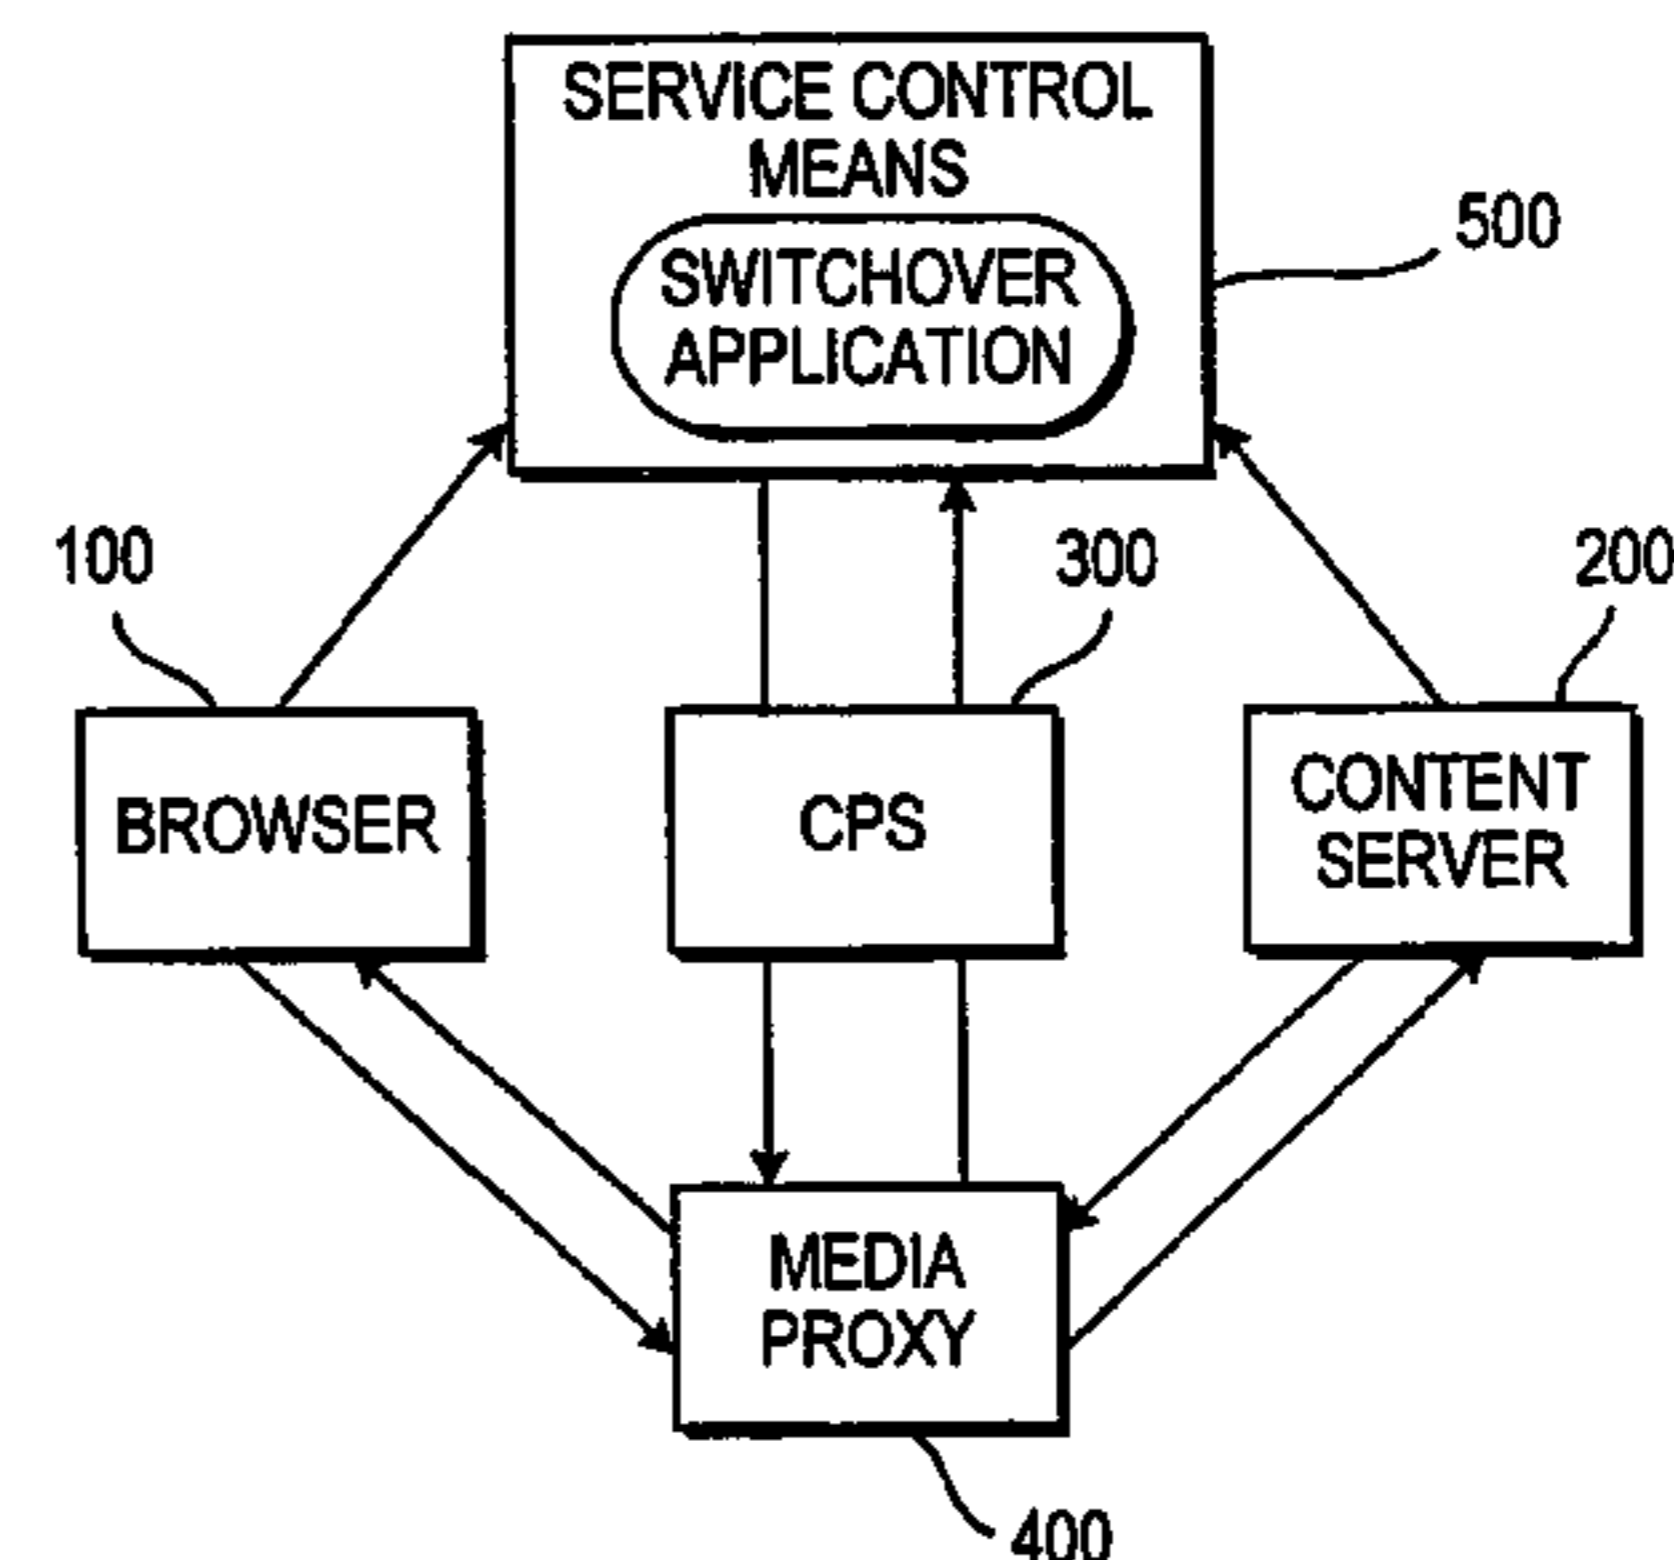 SERVICE CONTROL
MEANS
SWITCHOVER
APPLICATION
500
100
300
200
BROWSER
CPS
CONTENT
SERVER
MEDIA
PROXY
400